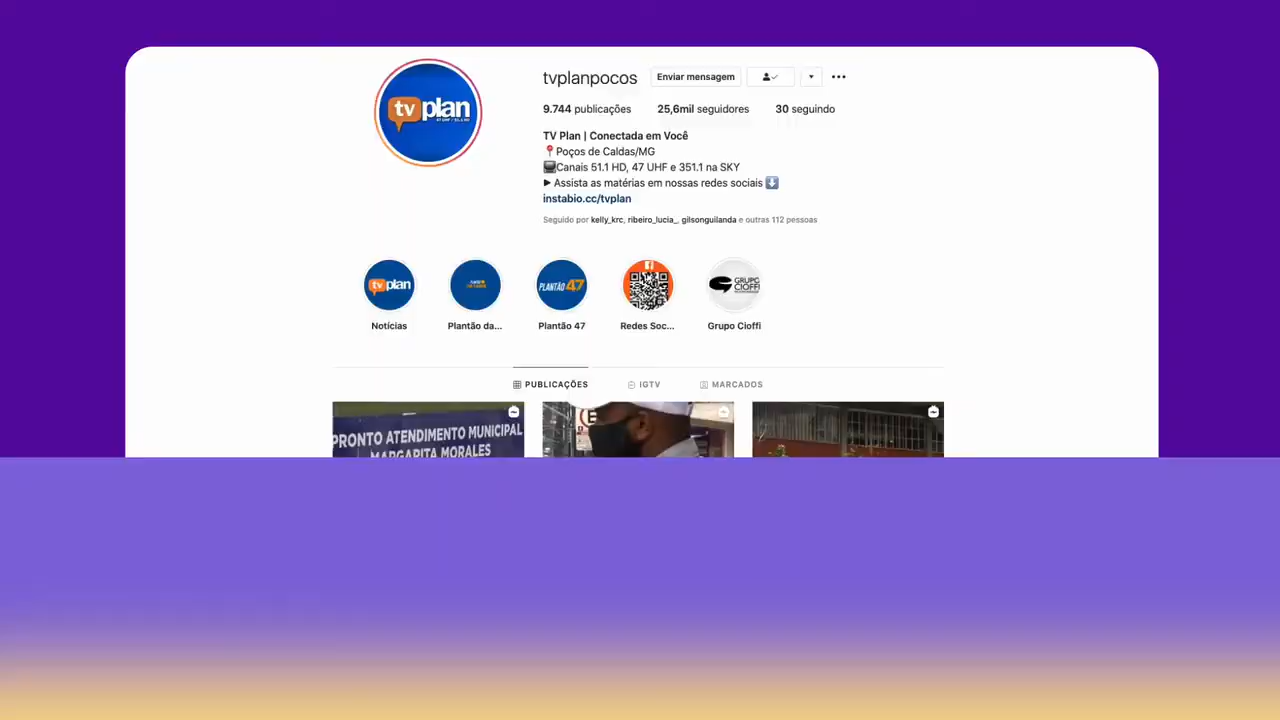 tvplan
tvplanpocos Enviar mensagem
9.744 publicações 25,6mil seguidores 30 seguindo
TV Plan | Conectada em Você
📍Poços de Caldas/MG
📺Canais 51.1 HD, 47 UHF e 351.1 na SKY
▶ Assista as matérias em nossas redes sociais ⬇️
instabio.cc/tvplan
Seguido por kelly_krc, ribeiro_lucia_, gilsonguilanda e outras 112 pessoas
tvplan
PLANTÃO 47
GRUPO
CIOFFI
Notícias Plantão da... Plantão 47 Redes Soc... Grupo Cioffi
PUBLICAÇÕES IGTV MARCADOS
PRONTO ATENDIMENTO MUNICIPAL
MARGARITA MORALES